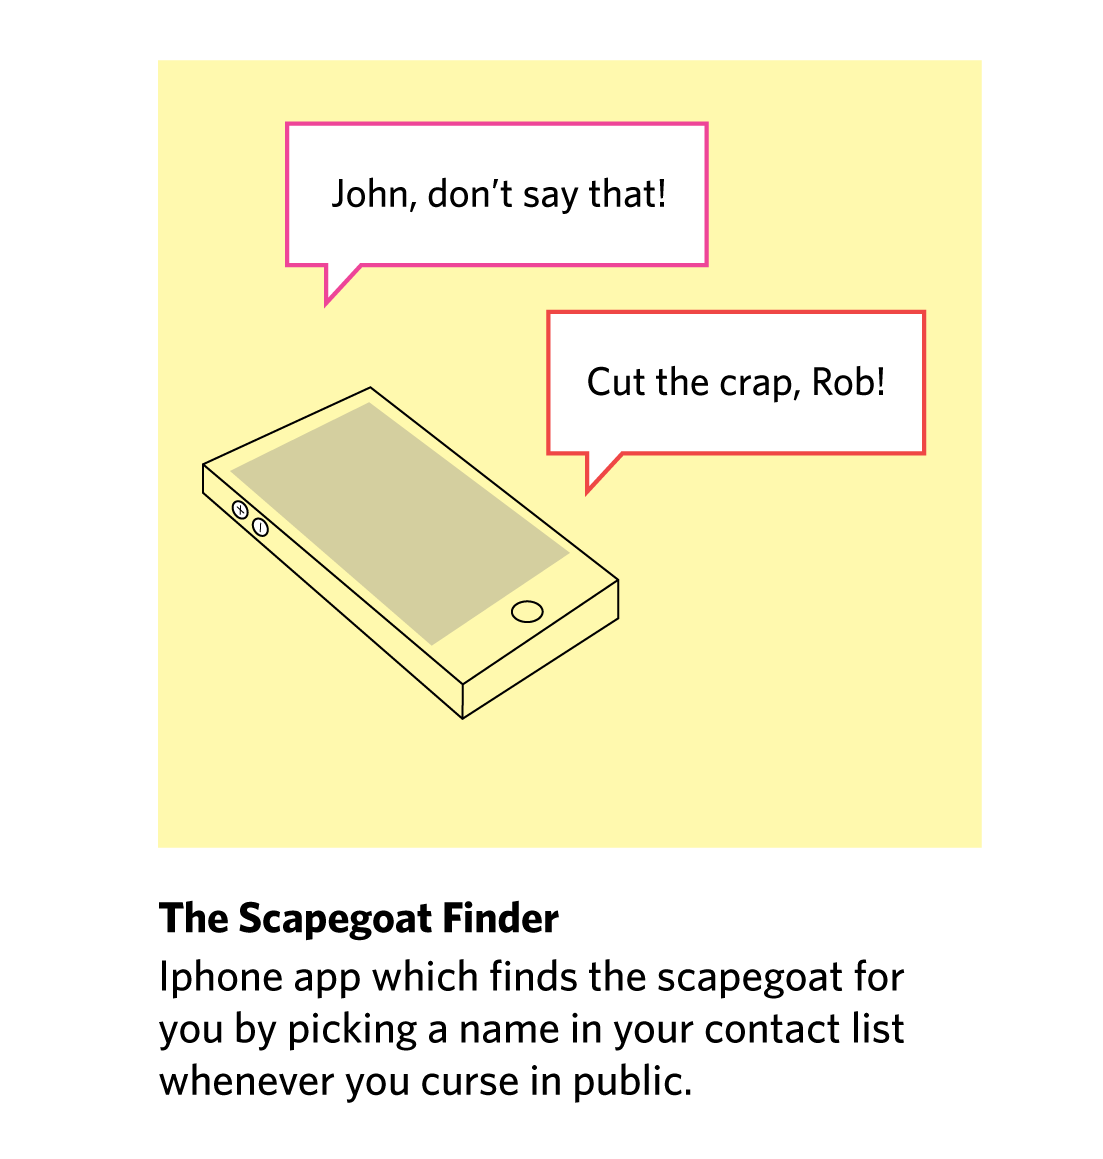 John, don’t say that!
Cut the crap, Rob!
The Scapegoat Finder
Iphone app which finds the scapegoat for
you by picking a name in your contact list
whenever you curse in public.